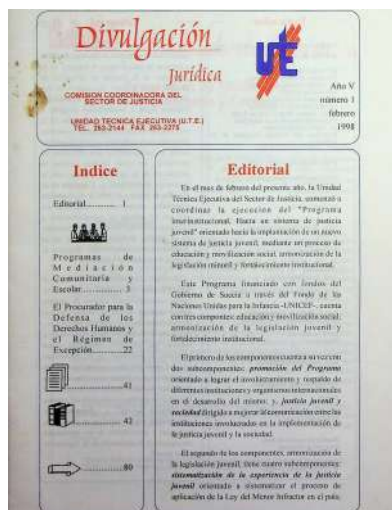 Divulgación
Jurídica
UTE
COMISION COORDINADORA DEL
SECTOR DE JUSTICIA
UNIDAD TECNICA EJECUTIVA (U.T.E.)
TEL. 263-2144 FAX 263-2275
Año V
número 1
febrero
1998
Indice
Editorial........... 1
Programas de
Mediación
Comunitaria y
Escolar.............. 3
El Procurador para la
Defensa de los
Derechos Humanos y
el Régimen de
Excepción..........22
..............41
..............42
..............80
Editorial
En el mes de febrero del presente año, la Unidad
Técnica Ejecutiva del Sector de Justicia, comenzó a
coordinar la ejecución del "Programa
Interinstitucional. Hacia un sistema de justicia
juvenil" orientado hacia la implantación de un nuevo
sistema de justicia juvenil, mediante un proceso de
educación y movilización social, armonización de la
legislación minoril y fortalecimiento institucional.
Este Programa financiado con fondos del
Gobierno de Suecia a través del Fondo de las
Naciones Unidas para la Infancia -UNICEF-, cuenta
con tres componentes: educación y movilización social;
armonización de la legislación juvenil y
fortalecimiento institucional.
El primero de los componentes cuenta a su vez con
dos subcomponentes: promoción del Programa
orientado a lograr el involucramiento y respaldo de
diferentes instituciones y organismos internacionales
en el desarrollo del mismo; y, justicia juvenil y
sociedad dirigido a mejorar la comunicación entre las
instituciones involucradas en la implementación de
la justicia juvenil y la sociedad.
El segundo de los componentes, armonización de
la legislación juvenil, tiene cuatro subcomponentes:
sistematización de la experiencia de la justicia
juvenil orientado a sistematizar el proceso de
aplicación de la Ley del Menor Infractor en el país;